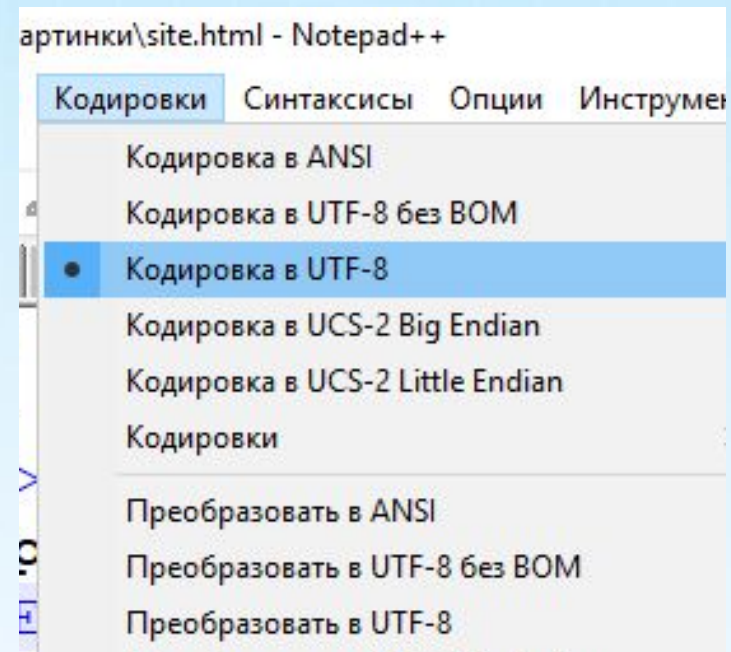 артинки\site.html - Notepad++
Кодировки Синтаксисы Опции Инструмен
Кодировка в ANSI
Кодировка в UTF-8 без BOM
Кодировка в UTF-8
Кодировка в UCS-2 Big Endian
Кодировка в UCS-2 Little Endian
Кодировки
Преобразовать в ANSI
Преобразовать в UTF-8 без BOM
Преобразовать в UTF-8